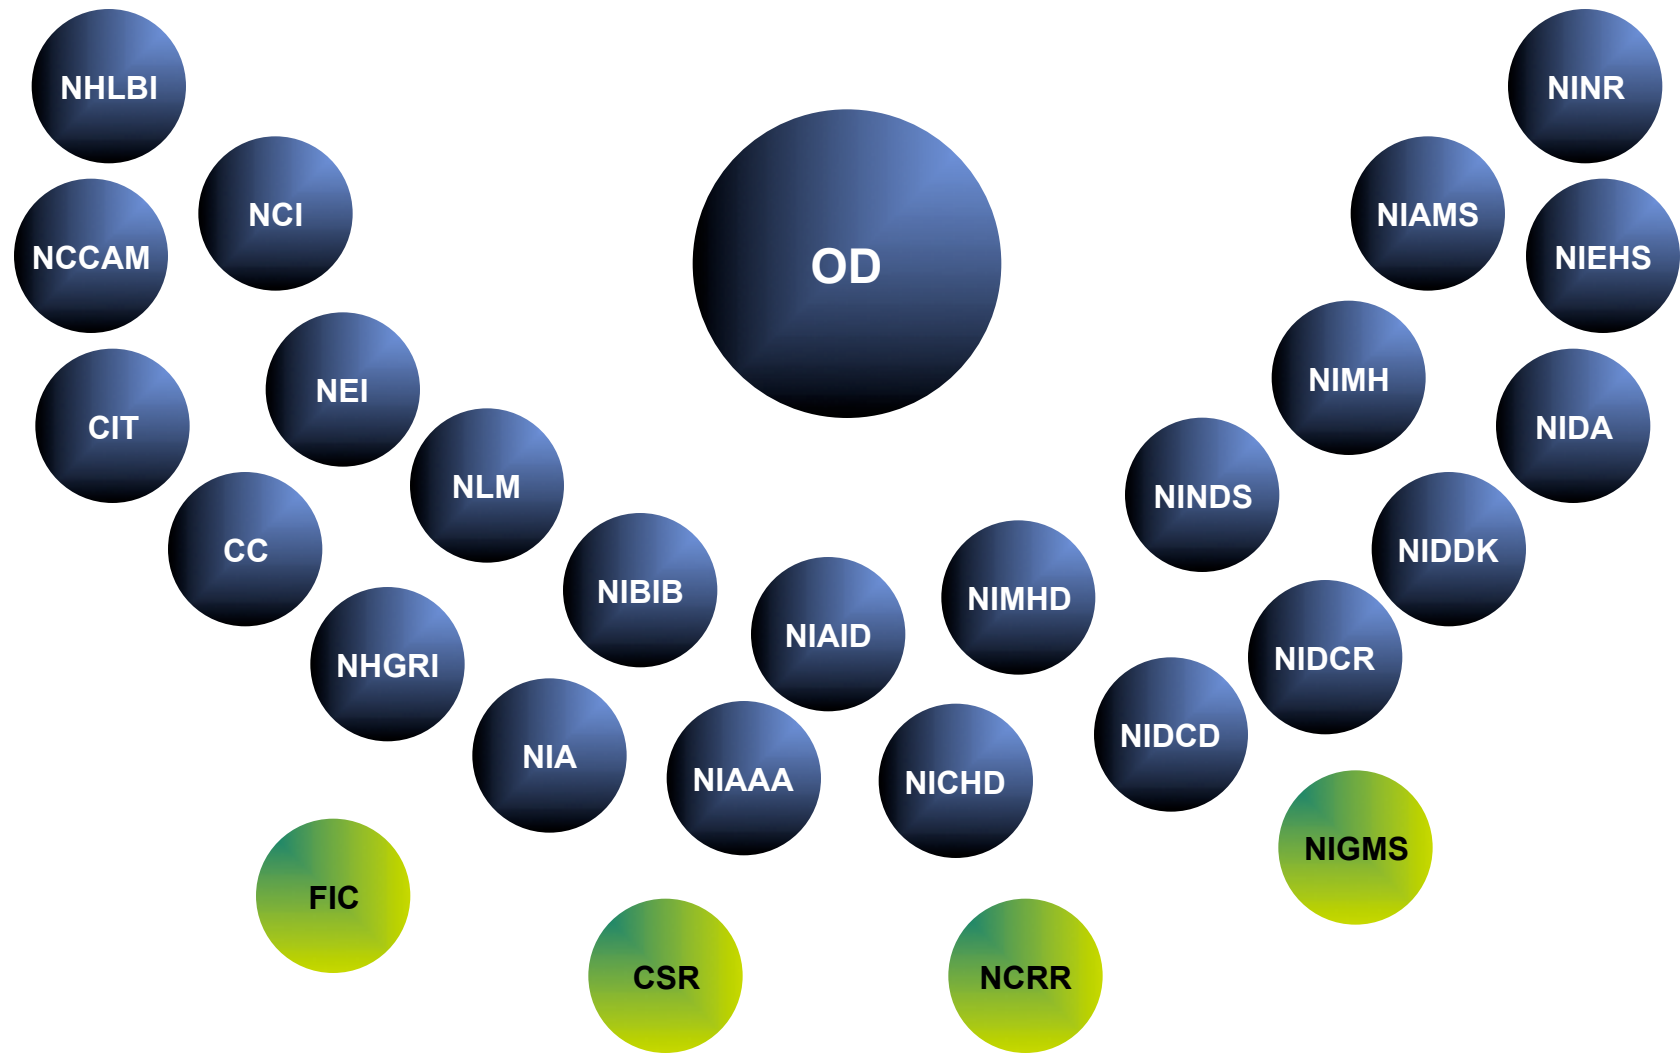 NHLBI
NINR
NCI
NIAMS
NCCAM
OD
NIEHS
NEI
NIMH
CIT
NIDA
NLM
NINDS
CC
NIDDK
NIBIB
NIMHD
NIAID
NHGRI
NIDCR
NIA
NIDCD
NIAAA
NICHD
NIGMS
FIC
CSR
NCRR